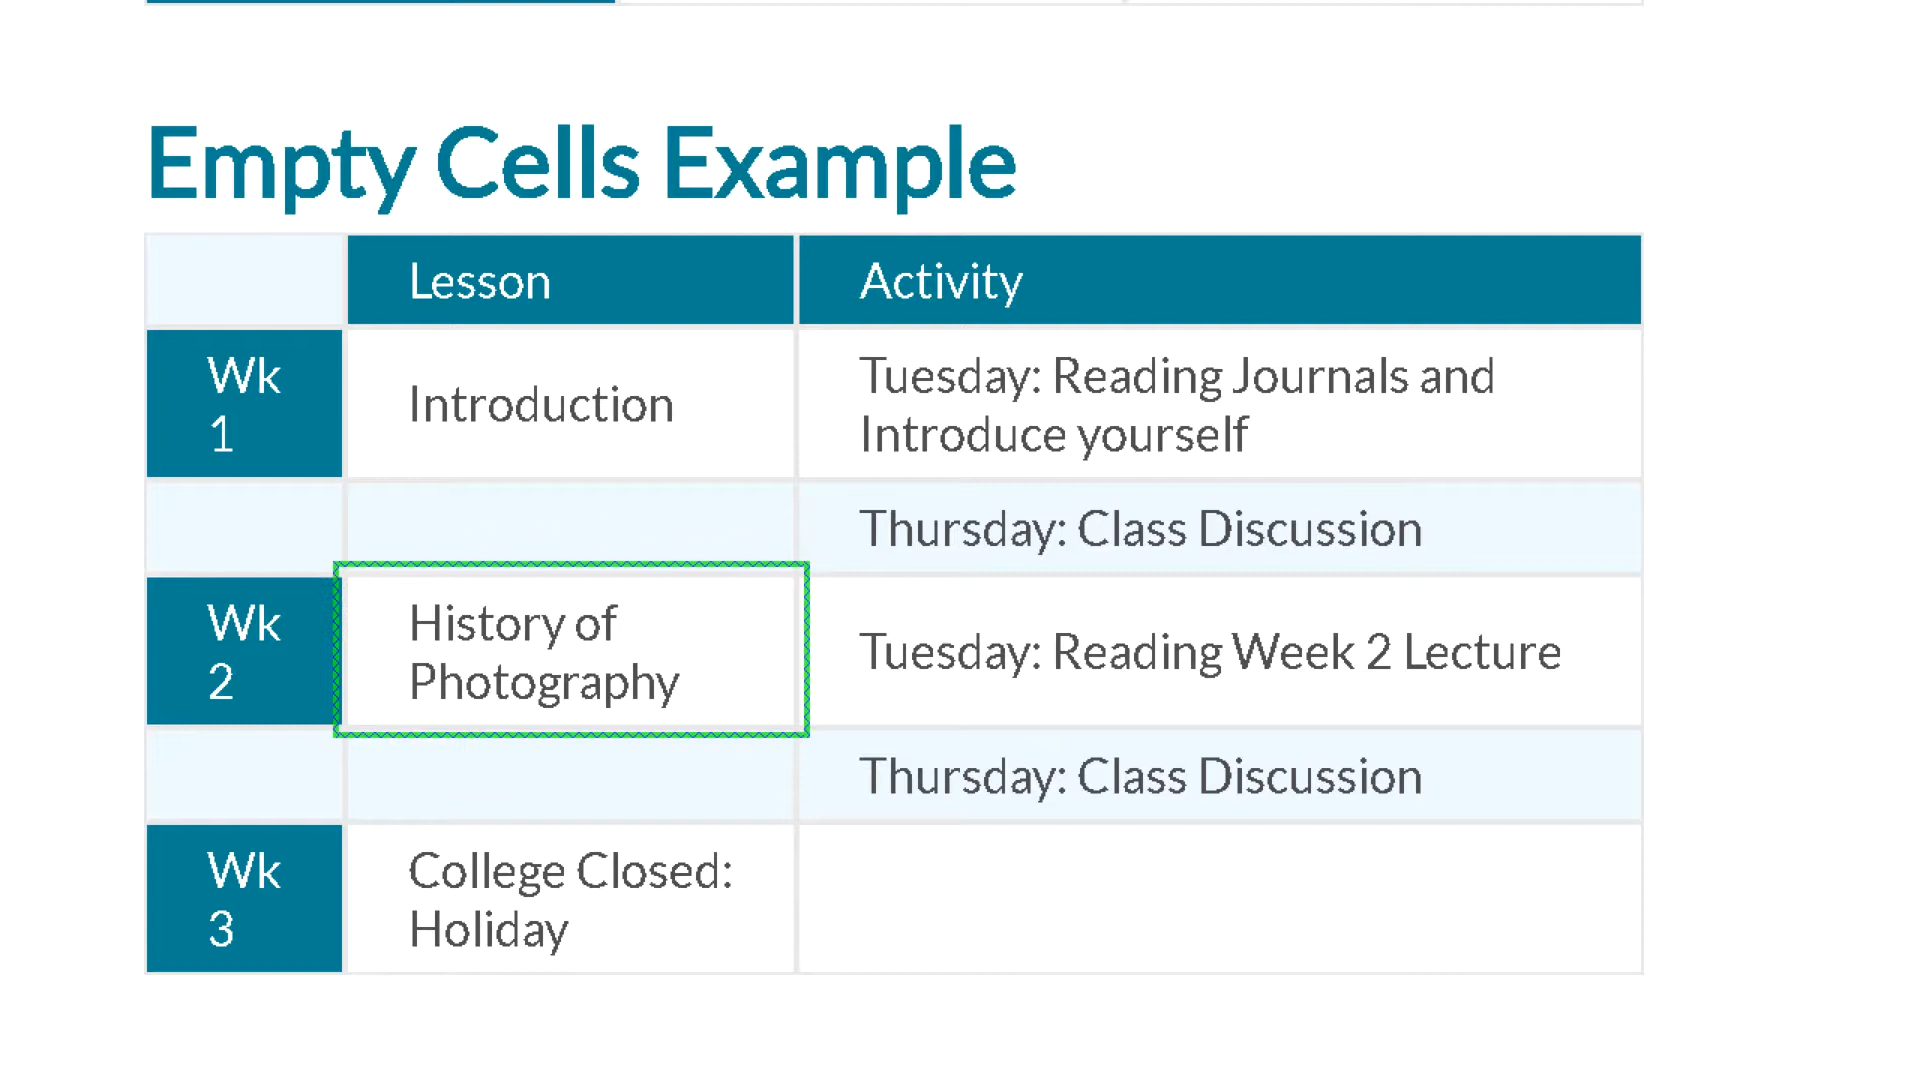 Empty Cells Example
Lesson
Activity
Wk
1
Introduction
Tuesday: Reading Journals and
Introduce yourself
Thursday: Class Discussion
Wk
2
History of
Photography
Tuesday: Reading Week 2 Lecture
Thursday: Class Discussion
Wk
3
College Closed:
Holiday